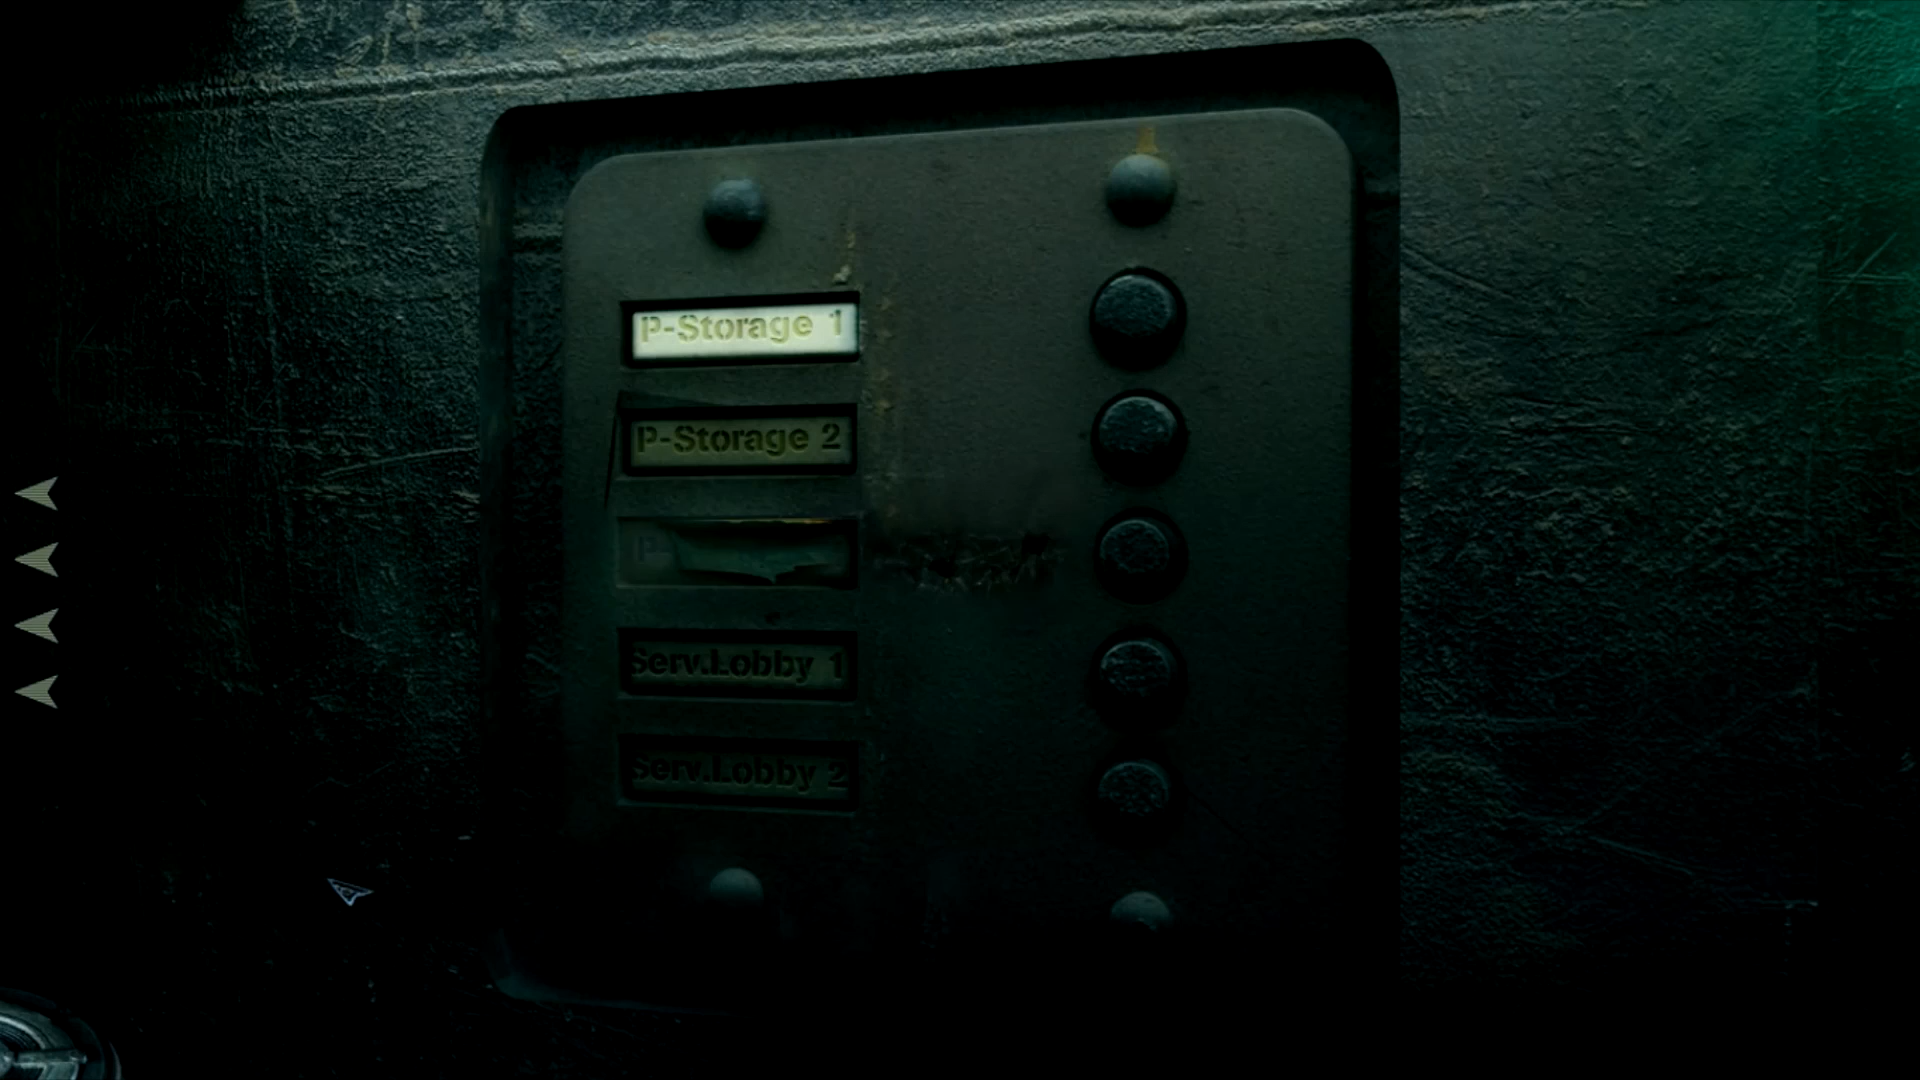 P-Storage 1
P-Storage 2
P-
Serv.Lobby 1
Serv.Lobby 2